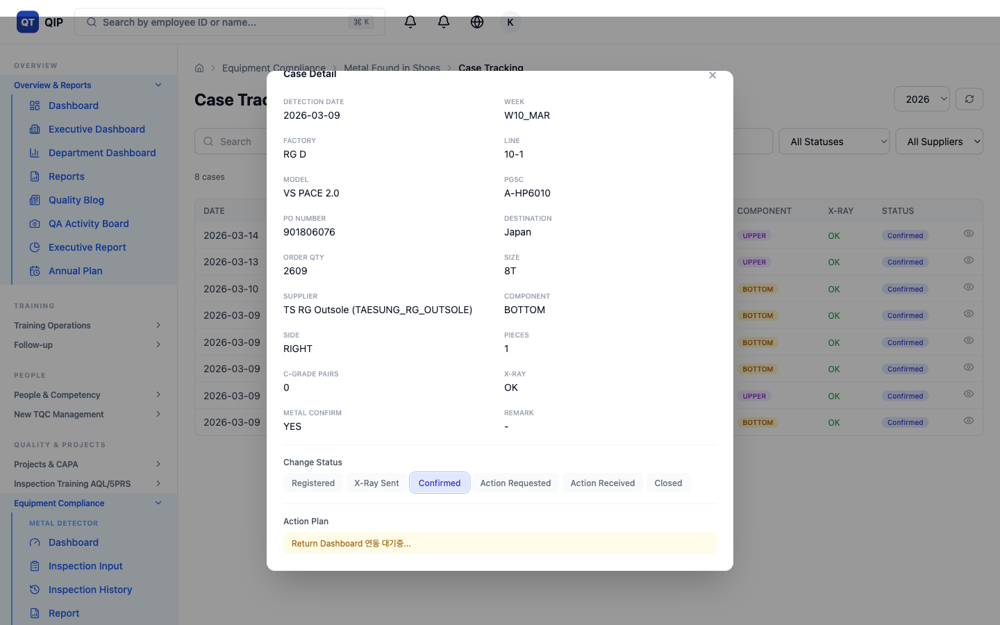 QT QIP
Search by employee ID or name...
⌘ K
K
OVERVIEW
Overview & Reports
Dashboard
Executive Dashboard
Department Dashboard
Reports
Quality Blog
QA Activity Board
Executive Report
Annual Plan
TRAINING
Training Operations
Follow-up
PEOPLE
People & Competency
New TQC Management
QUALITY & PROJECTS
Projects & CAPA
Inspection Training AQL/5PRS
Equipment Compliance
METAL DETECTOR
Dashboard
Inspection Input
Inspection History
Report
Equipment Compliance > Metal Found in Shoes > Case Tracking
Case Trac
2026
Search
All Statuses
All Suppliers
8 cases
DATE COMPONENT X-RAY STATUS
2026-03-14 UPPER OK Confirmed
2026-03-13 UPPER OK Confirmed
2026-03-10 BOTTOM OK Confirmed
2026-03-09 BOTTOM OK Confirmed
2026-03-09 BOTTOM OK Confirmed
2026-03-09 BOTTOM OK Confirmed
2026-03-09 UPPER OK Confirmed
2026-03-09 BOTTOM OK Confirmed
Case Detail
DETECTION DATE WEEK
2026-03-09 W10_MAR
FACTORY LINE
RG D 10-1
MODEL PGSC
VS PACE 2.0 A-HP6010
PO NUMBER DESTINATION
901806076 Japan
ORDER QTY SIZE
2609 8T
SUPPLIER COMPONENT
TS RG Outsole (TAESUNG_RG_OUTSOLE) BOTTOM
SIDE PIECES
RIGHT 1
C-GRADE PAIRS X-RAY
0 OK
METAL CONFIRM REMARK
YES -
Change Status
Registered X-Ray Sent Confirmed Action Requested Action Received Closed
Action Plan
Return Dashboard 연동 대기중...